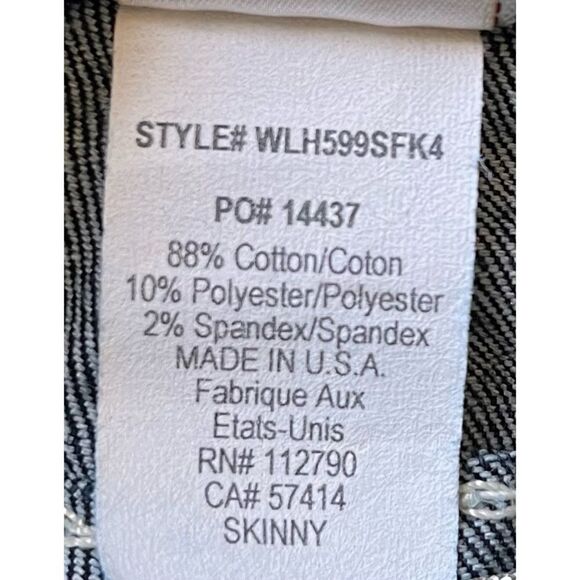 STYLE# WLH599SFK4
PO# 14437
88% Cotton/Coton
10% Polyester/Polyester
2% Spandex/Spandex
MADE IN U.S.A.
Fabrique Aux
Etats-Unis
RN# 112790
CA# 57414
SKINNY